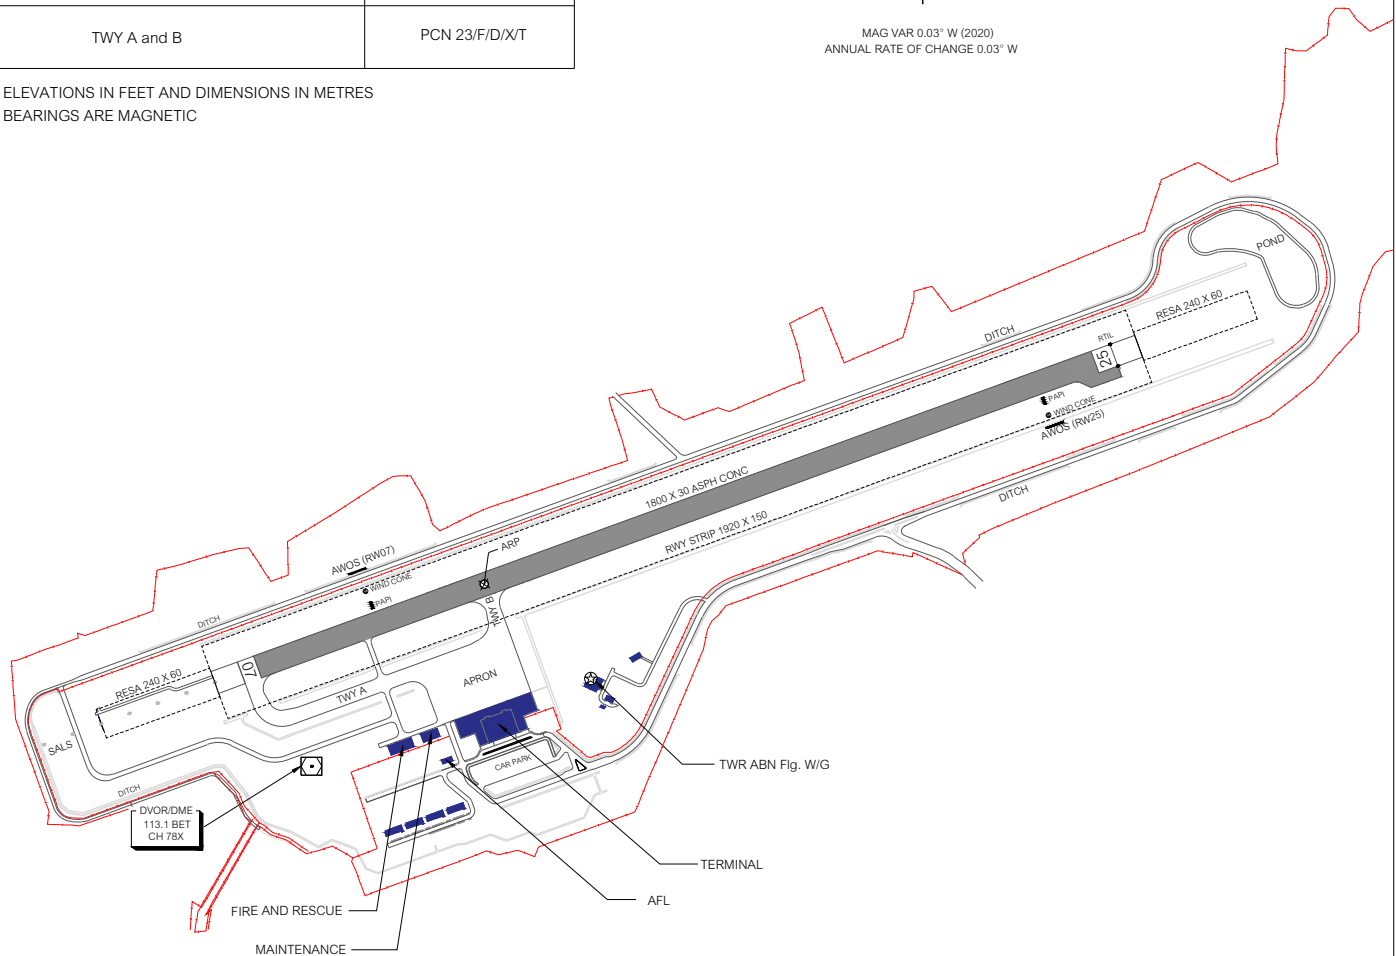 TWY A and B
PCN 23/F/D/X/T
MAG VAR 0.03° W (2020)
ANNUAL RATE OF CHANGE 0.03° W
ELEVATIONS IN FEET AND DIMENSIONS IN METRES
BEARINGS ARE MAGNETIC
POND
RESA 240 X 60
DITCH
RTIL
25
PAPI
WIND CONE
AWOS (RW25)
1800 X 30 ASPH CONC
DITCH
RWY STRIP 1920 X 150
ARP
AWOS (RW07)
WIND CONE
PAPI
TWY B
DITCH
07
RESA 240 X 60
APRON
TWY A
SALS
CAR PARK
TWR ABN Flg. W/G
DITCH
DVOR/DME
113.1 BET
CH 78X
TERMINAL
AFL
FIRE AND RESCUE
MAINTENANCE